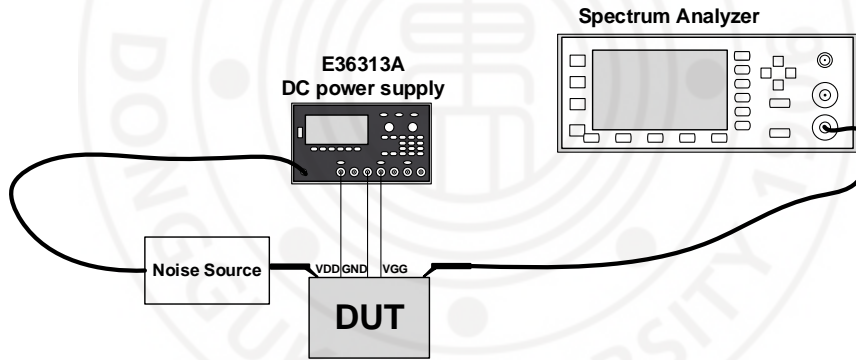 Spectrum Analyzer
E36313A
DC power supply
Noise Source
VDD GND VGG
DUT